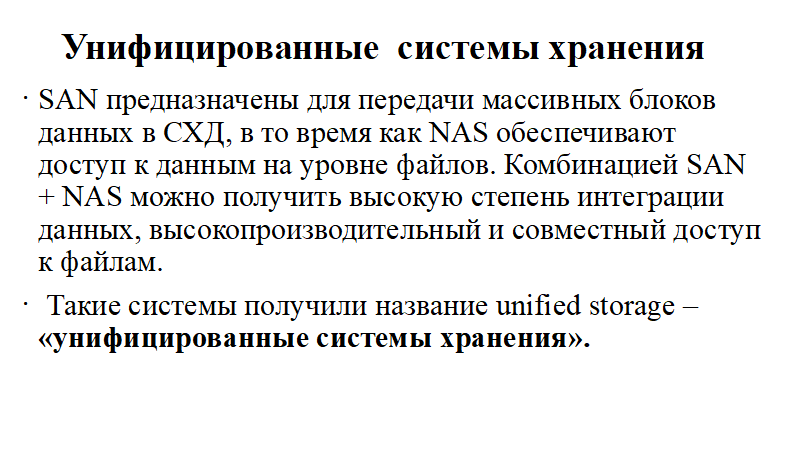 Унифицированные  системы хранения
· SAN предназначены для передачи массивных блоков
данных в СХД, в то время как NAS обеспечивают
доступ к данным на уровне файлов. Комбинацией SAN
+ NAS можно получить высокую степень интеграции
данных, высокопроизводительный и совместный доступ
к файлам.
· Такие системы получили название unified storage –
«унифицированные системы хранения».